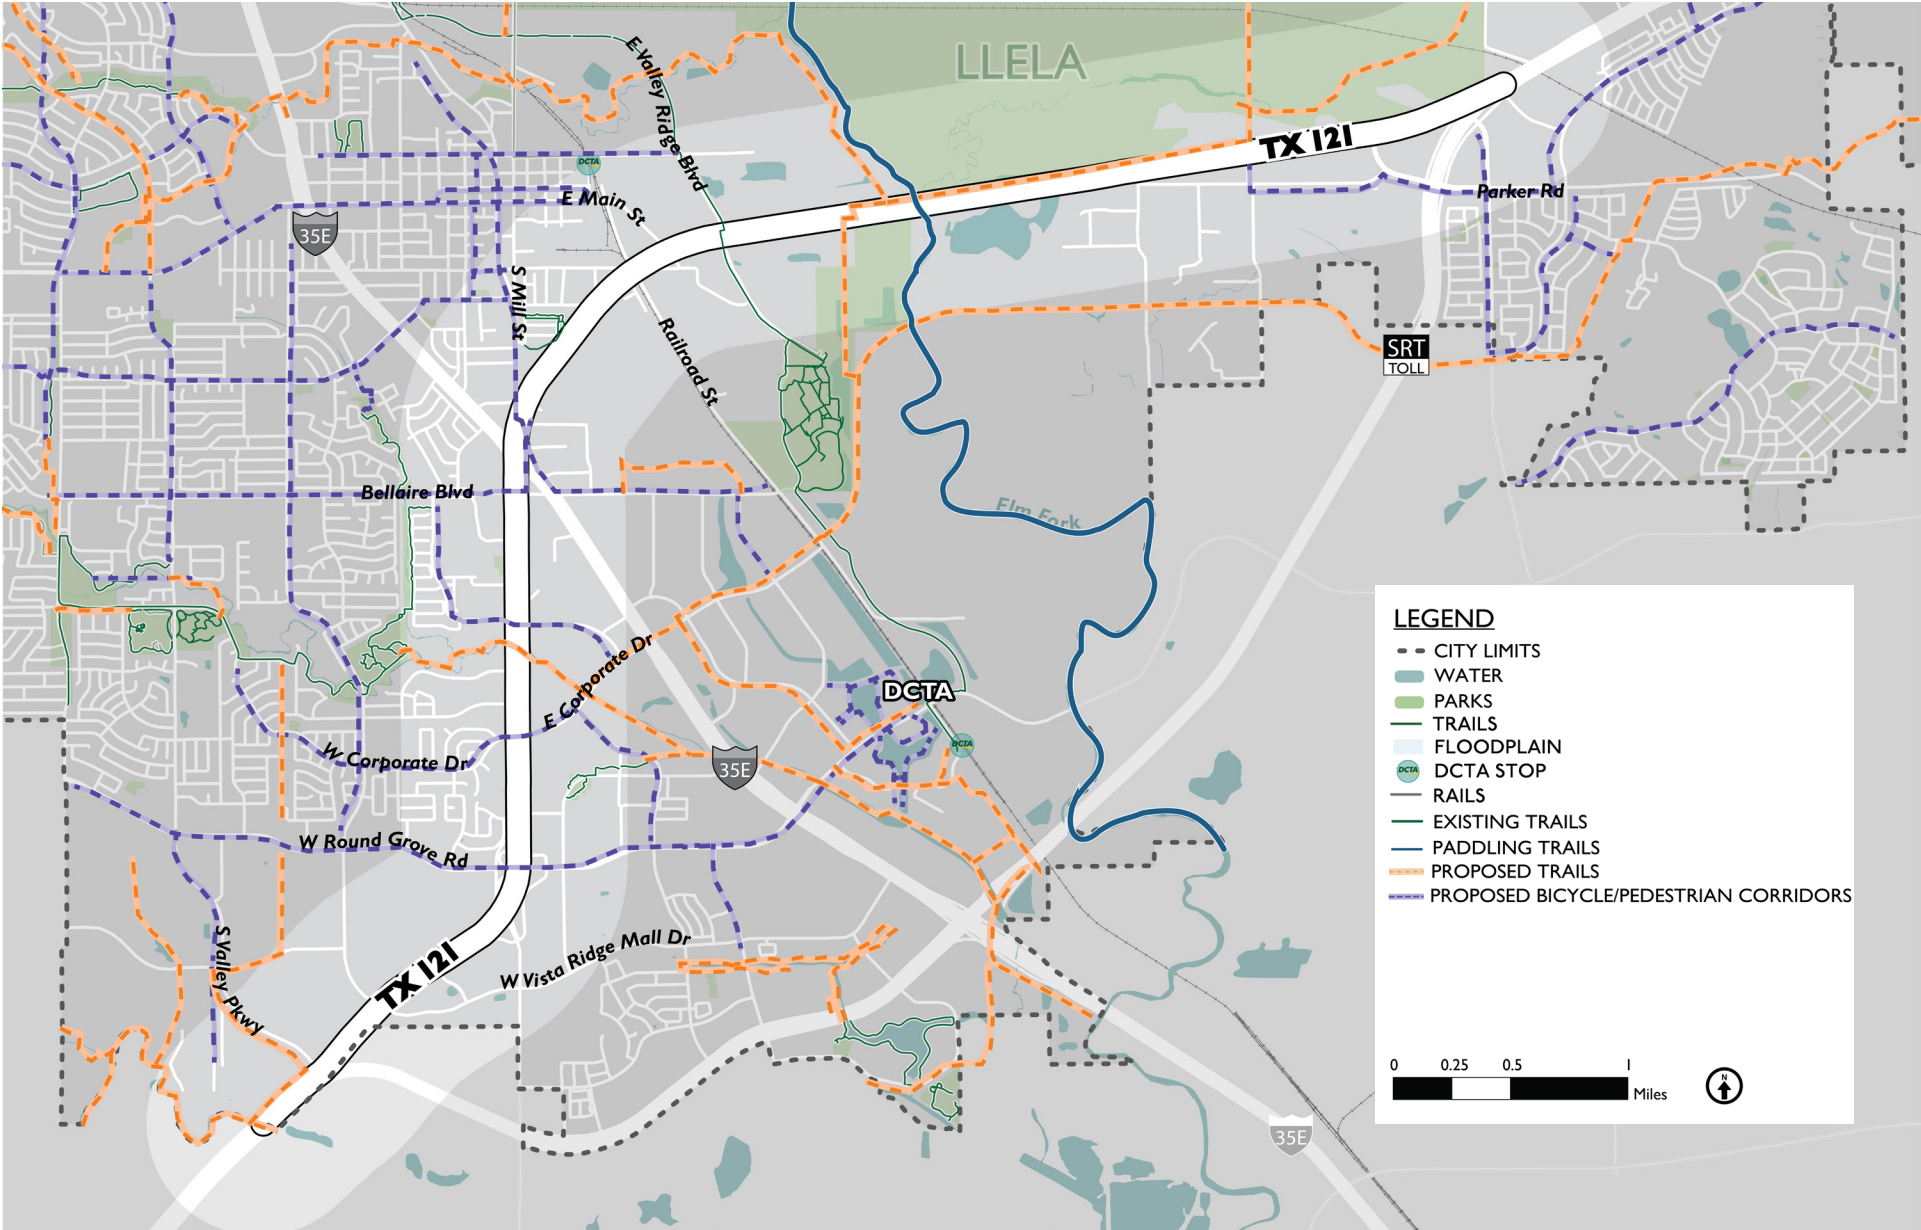 LLELA
E Valley Ridge Blvd
TX 121
DCTA
Parker Rd
E Main St
35E
S Mill St
Railroad St
SRT
TOLL
Bellaire Blvd
Elm Fork
E Corporate Dr
DCTA
DCTA
W Corporate Dr
35E
W Round Grove Rd
S Valley Pkwy
TX 121
W Vista Ridge Mall Dr
35E
LEGEND
CITY LIMITS
WATER
PARKS
TRAILS
FLOODPLAIN
DCTA DCTA STOP
RAILS
EXISTING TRAILS
PADDLING TRAILS
PROPOSED TRAILS
PROPOSED BICYCLE/PEDESTRIAN CORRIDORS
0 0.25 0.5 1
Miles
N